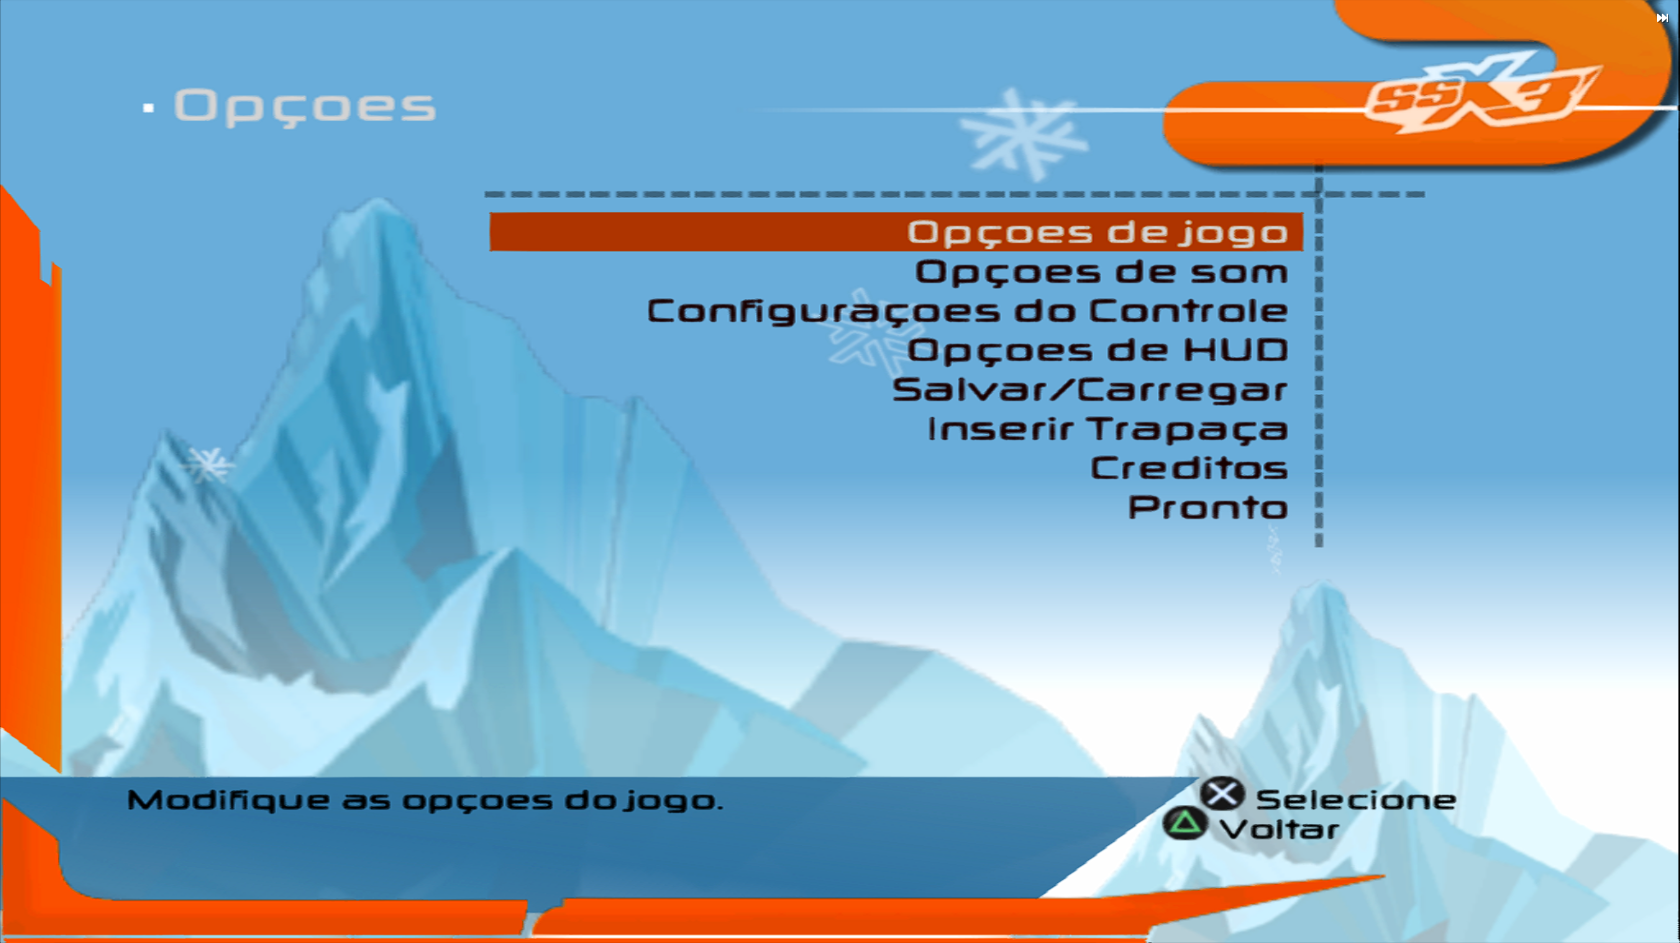 Opçoes
SSX3
Opçoes de jogo
Opçoes de som
Configuraçoes do Controle
Opçoes de HUD
Salvar/Carregar
Inserir Trapaça
Creditos
Pronto
Modifique as opçoes do jogo.
Selecione
Voltar